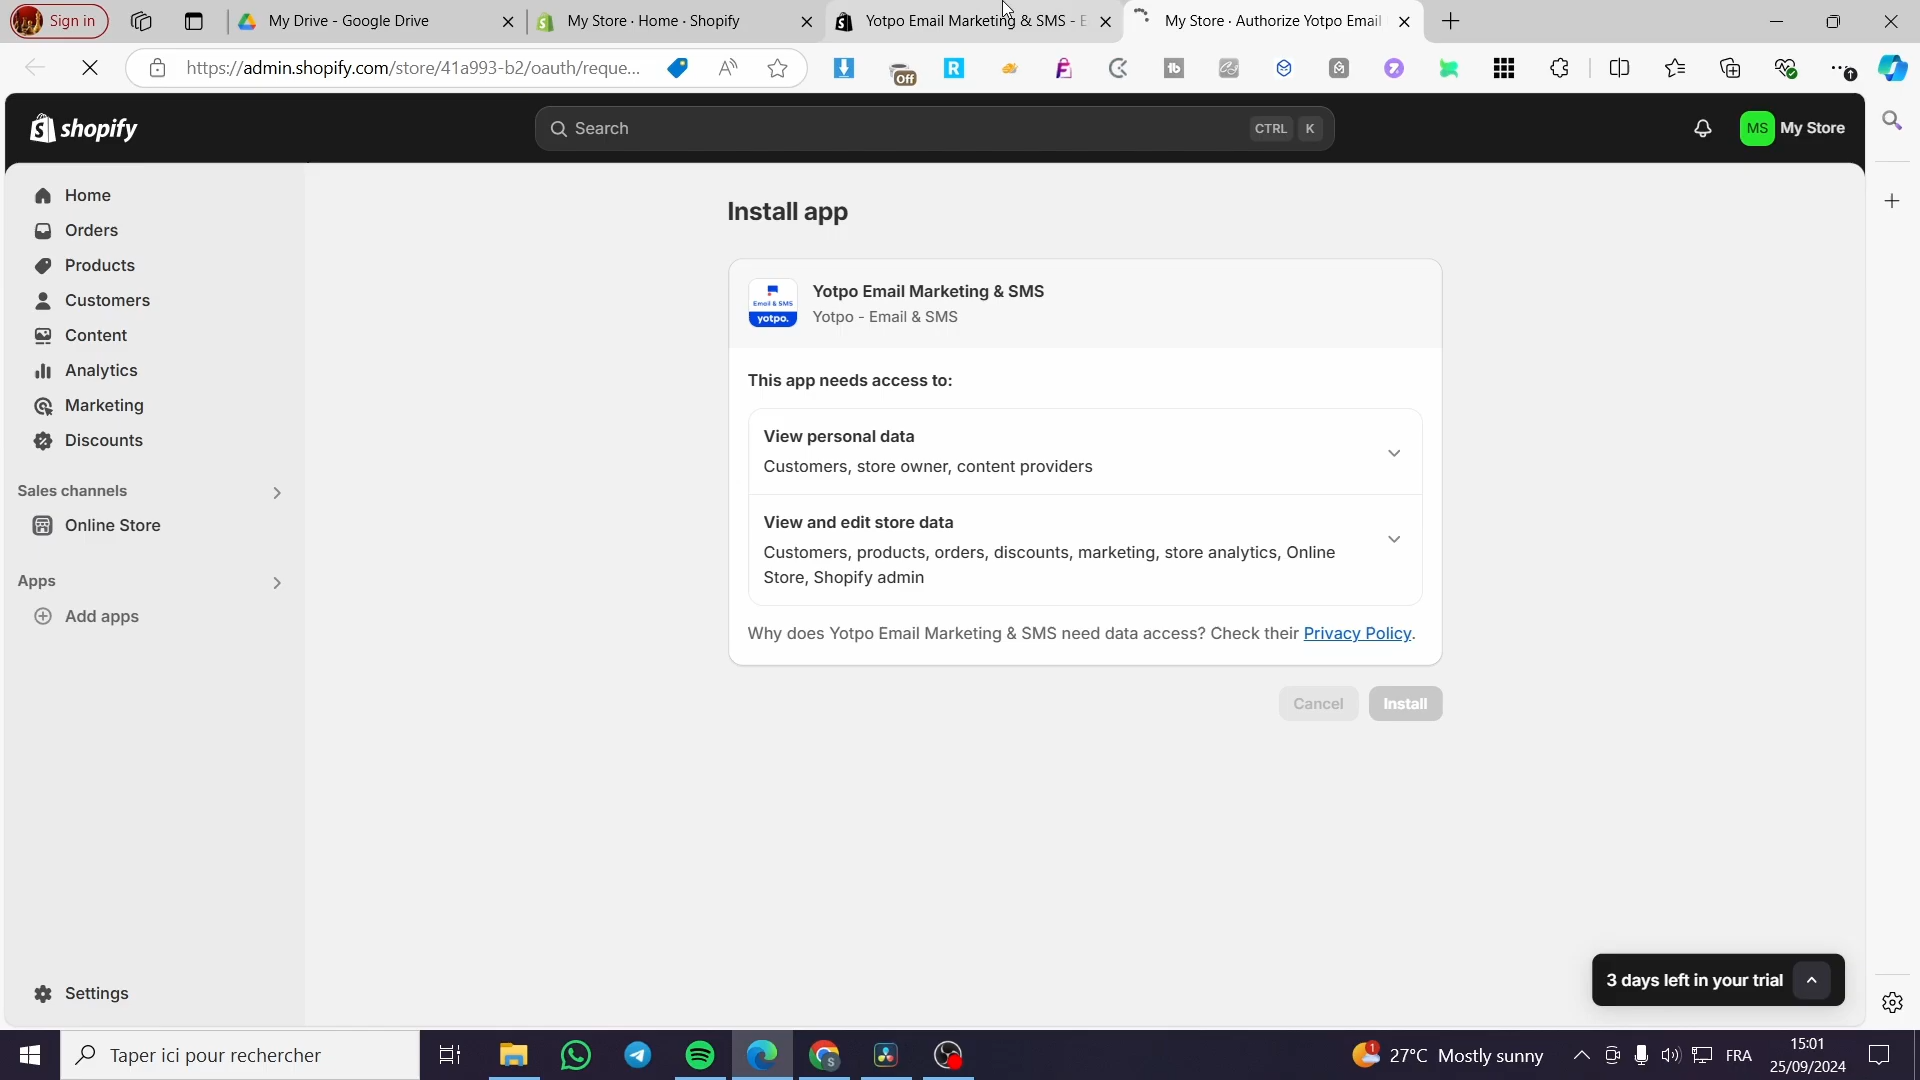 Sign in
My Drive - Google Drive
My Store · Home · Shopify
Yotpo Email Marketing & SMS - E
My Store · Authorize Yotpo Email
https://admin.shopify.com/store/41a993-b2/oauth/reque...
Off
shopify
Search
CTRL K
MS My Store
Home
Orders
Products
Customers
Content
Analytics
Marketing
Discounts
Sales channels
Online Store
Apps
Add apps
Settings
Install app
Email & SMS
yotpo.
Yotpo Email Marketing & SMS
Yotpo - Email & SMS
This app needs access to:
View personal data
Customers, store owner, content providers
View and edit store data
Customers, products, orders, discounts, marketing, store analytics, Online
Store, Shopify admin
Why does Yotpo Email Marketing & SMS need data access? Check their Privacy Policy.
Cancel
Install
3 days left in your trial
Taper ici pour rechercher
1
27°C Mostly sunny
FRA
15:01
25/09/2024